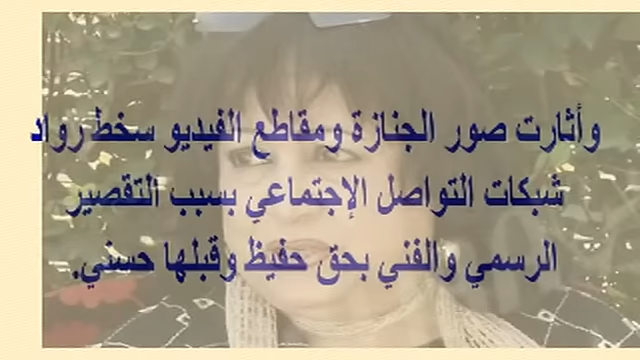 وأثارت صور الجنازة ومقاطع الفيديو سخط رواد
شبكات التواصل الإجتماعي بسبب التقصير
الرسمي والفني بحق حفيظ وقبلها حسني.